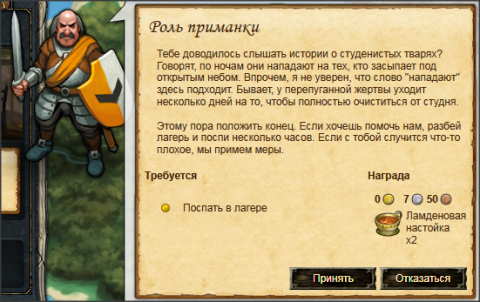 Роль приманки
Тебе доводилось слышать истории о студенистых тварях?
Говорят, по ночам они нападают на тех, кто засыпает под
открытым небом. Впрочем, я не уверен, что слово "нападают"
здесь подходит. Бывает, у перепуганной жертвы уходит
несколько дней на то, чтобы полностью очиститься от студня.
Этому пора положить конец. Если хочешь помочь нам, разбей
лагерь и поспи несколько часов. Если с тобой случится что-то
плохое, мы примем меры.
Требуется
Поспать в лагере
Награда
0 7 50
Ламденовая
настойка
x2
Принять
Отказаться